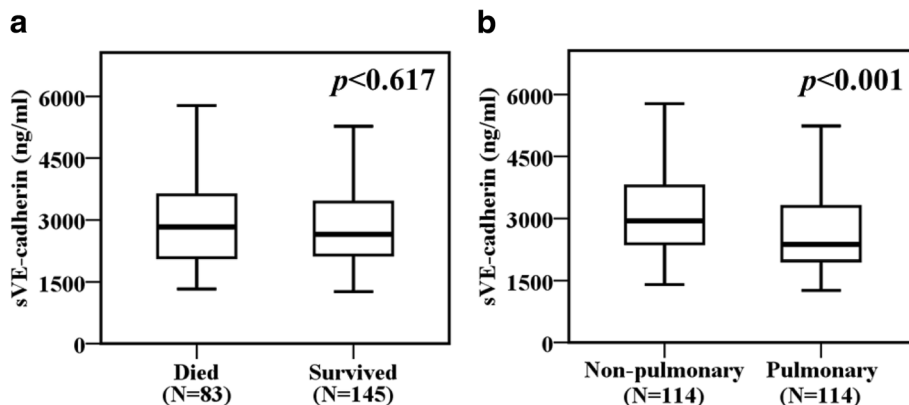 a
p<0.617
sVE-cadherin (ng/ml)
6000
4500
3000
1500
0
Died
(N=83)
Survived
(N=145)
b
p<0.001
sVE-cadherin (ng/ml)
6000
4500
3000
1500
0
Non-pulmonary
(N=114)
Pulmonary
(N=114)